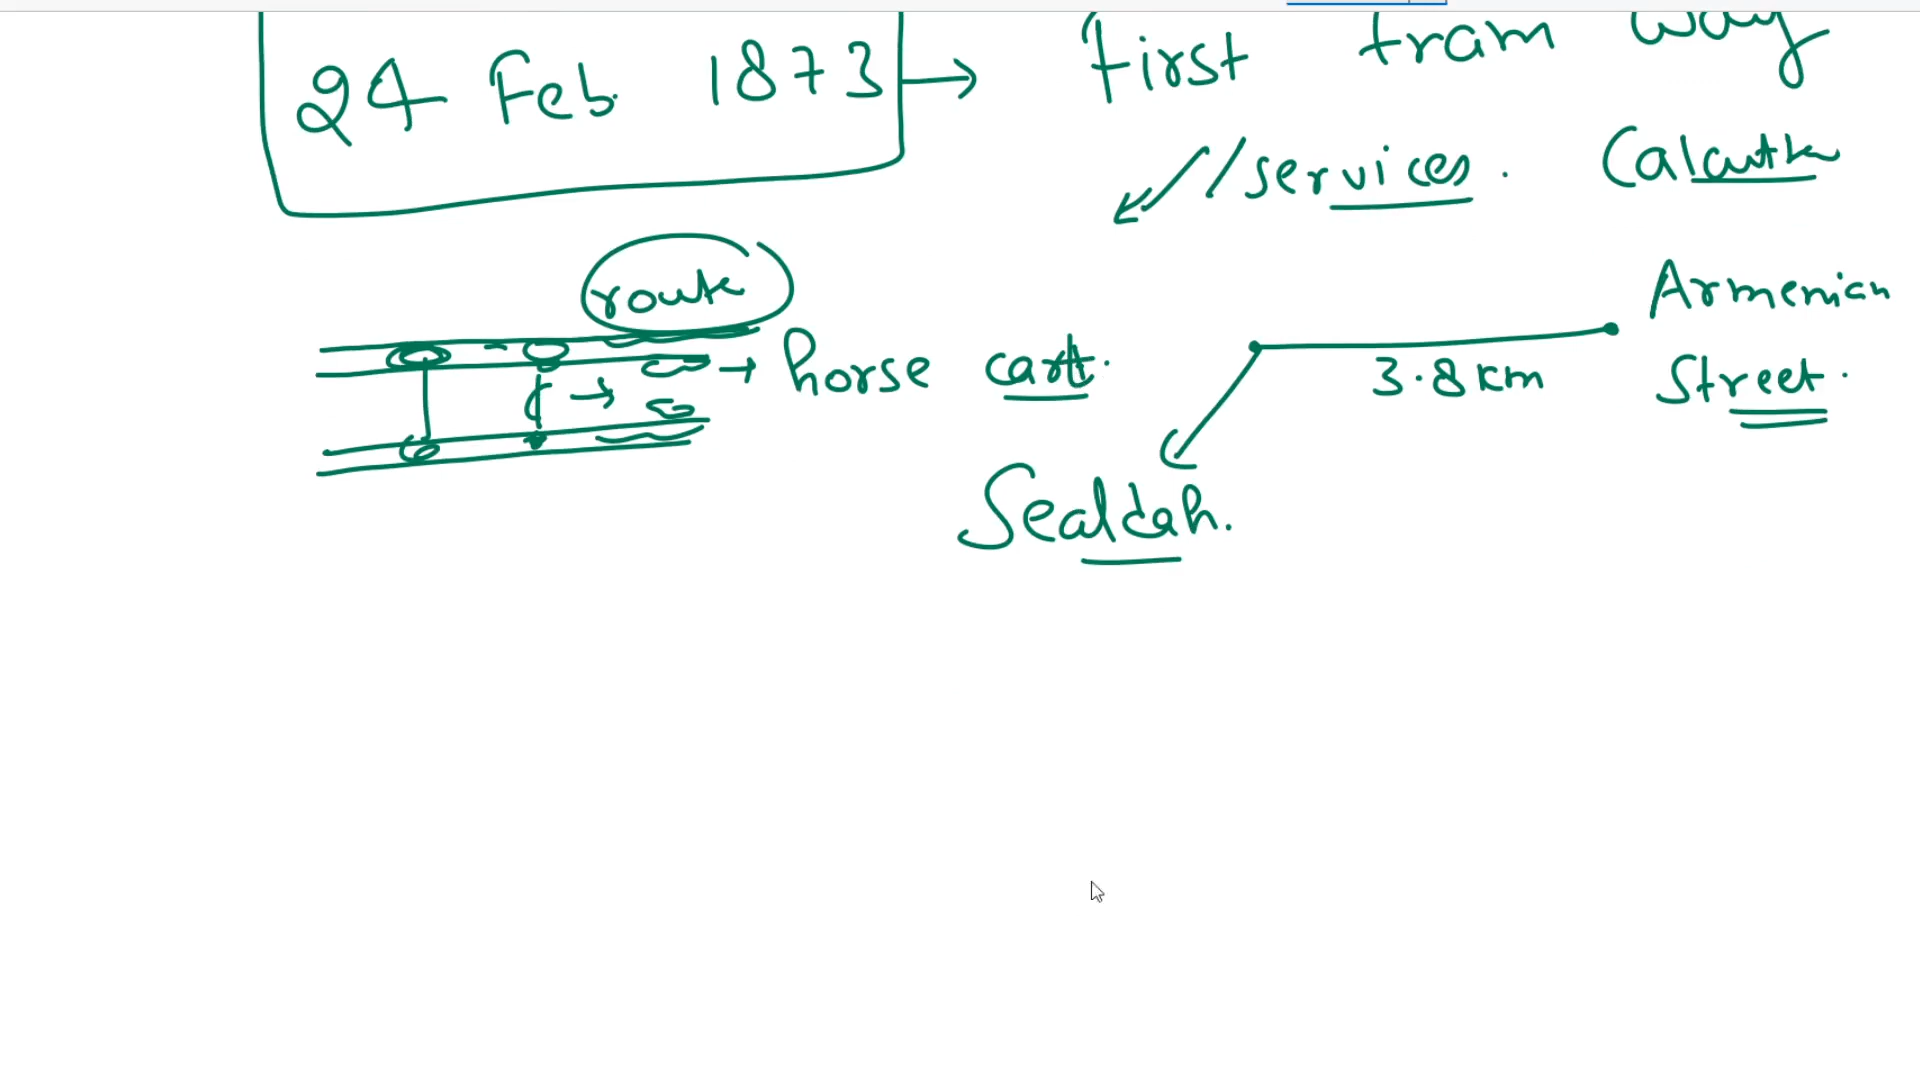 24 Feb. 1873 → First tram way
/services. Calcutta
route
→ horse cart.
Armenian
3.8 km Street.
Sealdah.